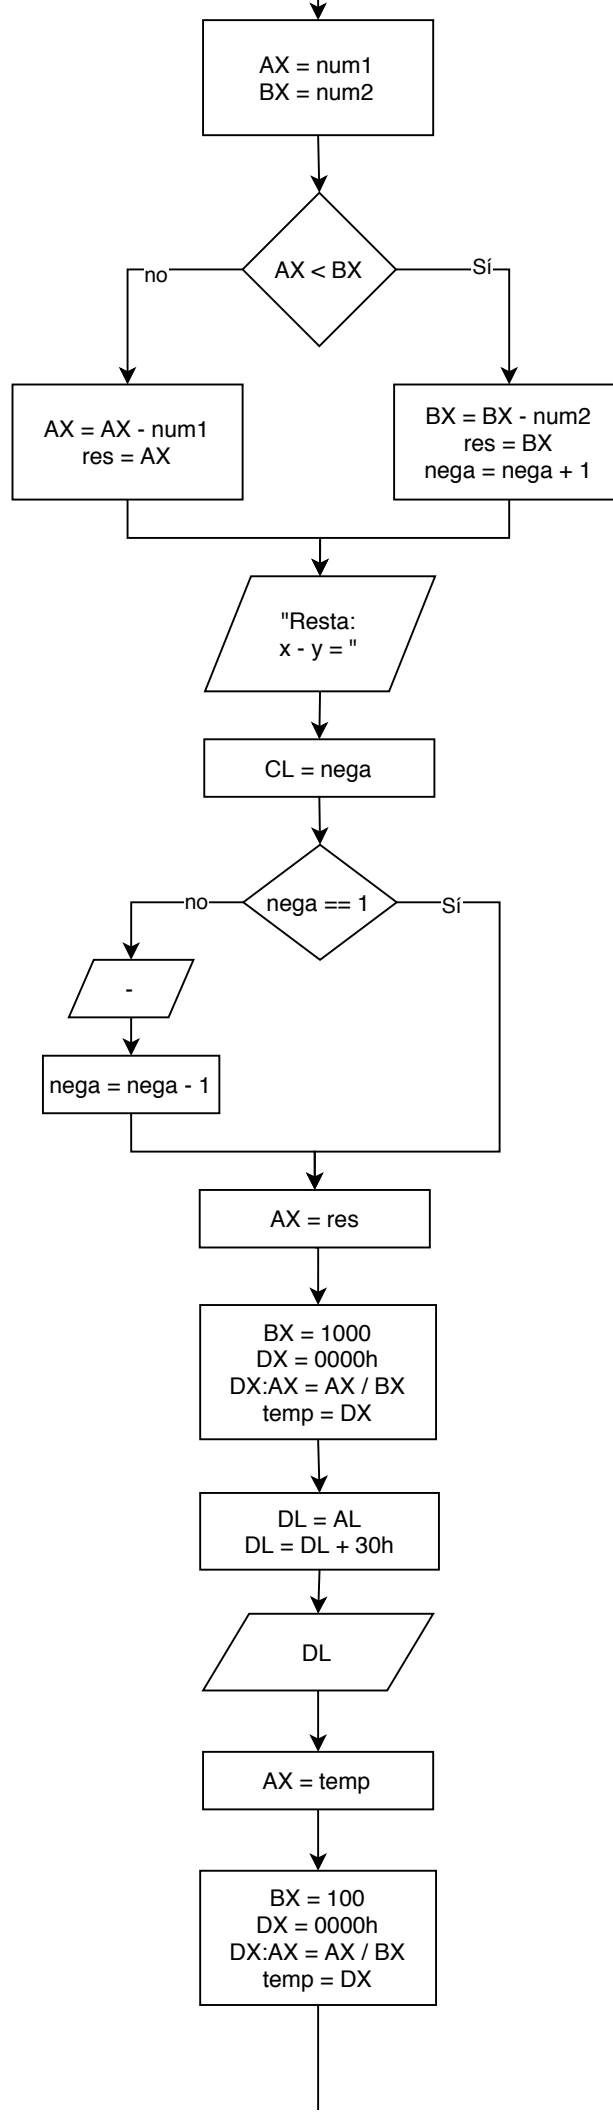 AX = num1
BX = num2
AX < BX
no
Sí
AX = AX - num1
res = AX
BX = BX - num2
res = BX
nega = nega + 1
"Resta:
x - y = "
CL = nega
nega == 1
no
Sí
-
nega = nega - 1
AX = res
BX = 1000
DX = 0000h
DX:AX = AX / BX
temp = DX
DL = AL
DL = DL + 30h
DL
AX = temp
BX = 100
DX = 0000h
DX:AX = AX / BX
temp = DX